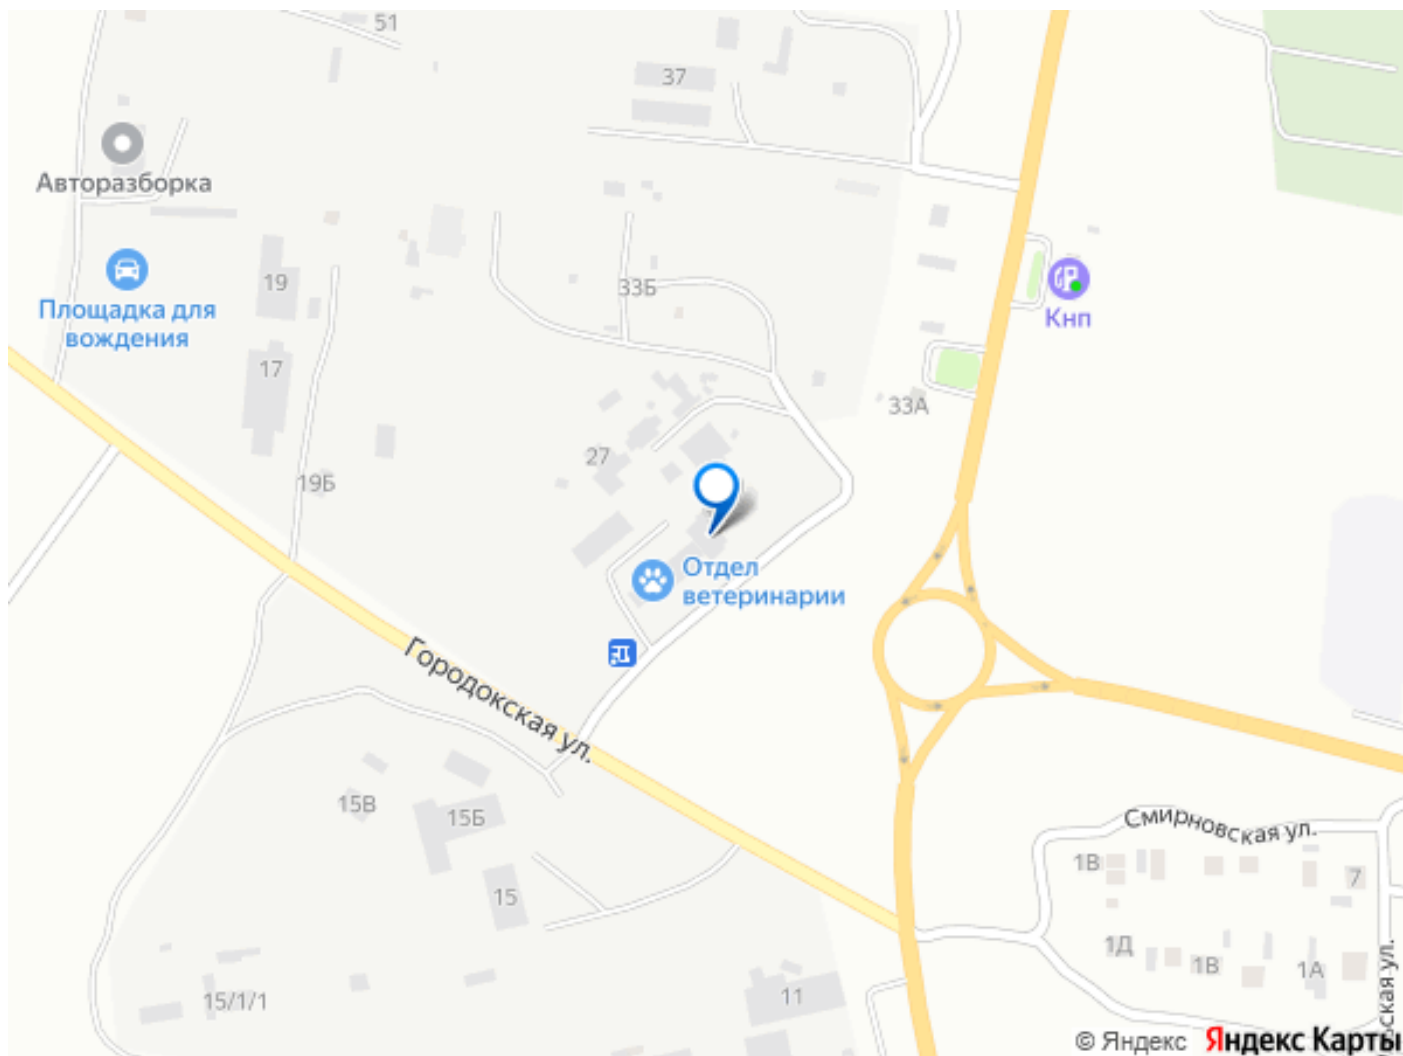 51
37
Авторазборка
19
33Б
Площадка для
вождения
Кнп
17
33А
27
19Б
Отдел
ветеринарии
Городокская ул.
15В
15Б
Смирновская ул.
1В
7
15
1Д
1В
1А
ьская ул.
15/1/1
11
© Яндекс Яндекс Карты